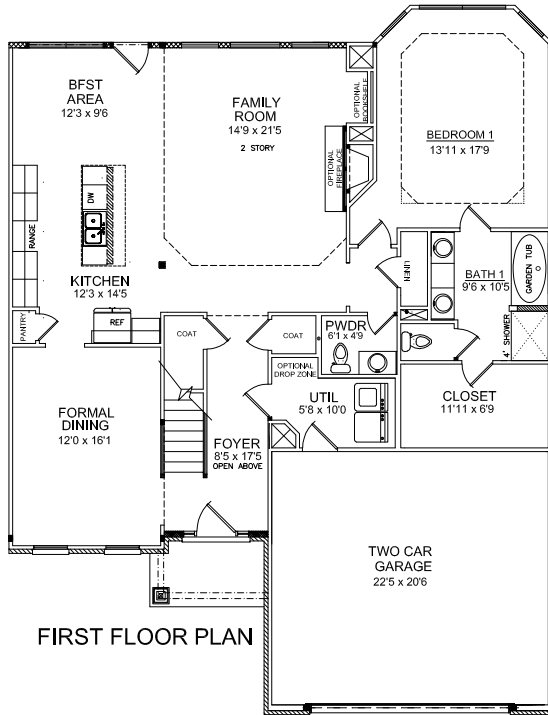 BFST
AREA
12'3 x 9'6
FAMILY
ROOM
14'9 x 21'5
2 STORY
OPTIONAL
BOOKSHELF
OPTIONAL
FIREPLACE
BEDROOM 1
13'11 x 17'9
DW
RANGE
KITCHEN
12'3 x 14'5
LINEN
BATH 1
9'6 x 10'5
GARDEN TUB
PANTRY
REF
COAT
COAT
PWDR
6'1 x 4'9
4' SHOWER
OPTIONAL
DROP ZONE
UTIL
5'8 x 10'0
CLOSET
11'11 x 6'9
FORMAL
DINING
12'0 x 16'1
FOYER
8'5 x 17'5
OPEN ABOVE
TWO CAR
GARAGE
22'5 x 20'6
FIRST FLOOR PLAN